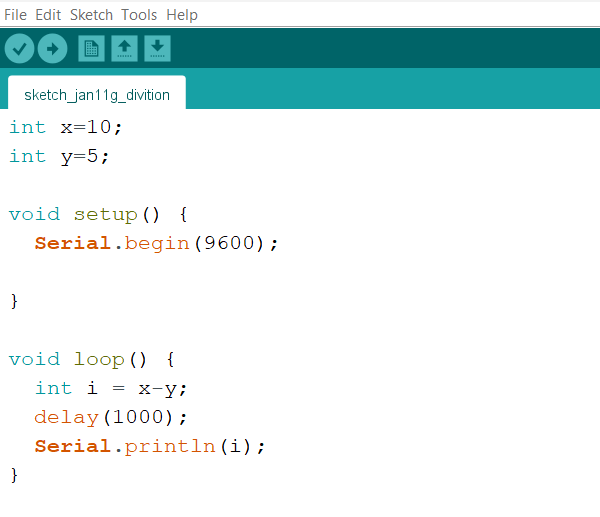 File Edit Sketch Tools Help
sketch_jan11g_divition
int x=10;
int y=5;
void setup() {
Serial.begin(9600);
}
void loop() {
int i = x-y;
delay(1000);
Serial.println(i);
}